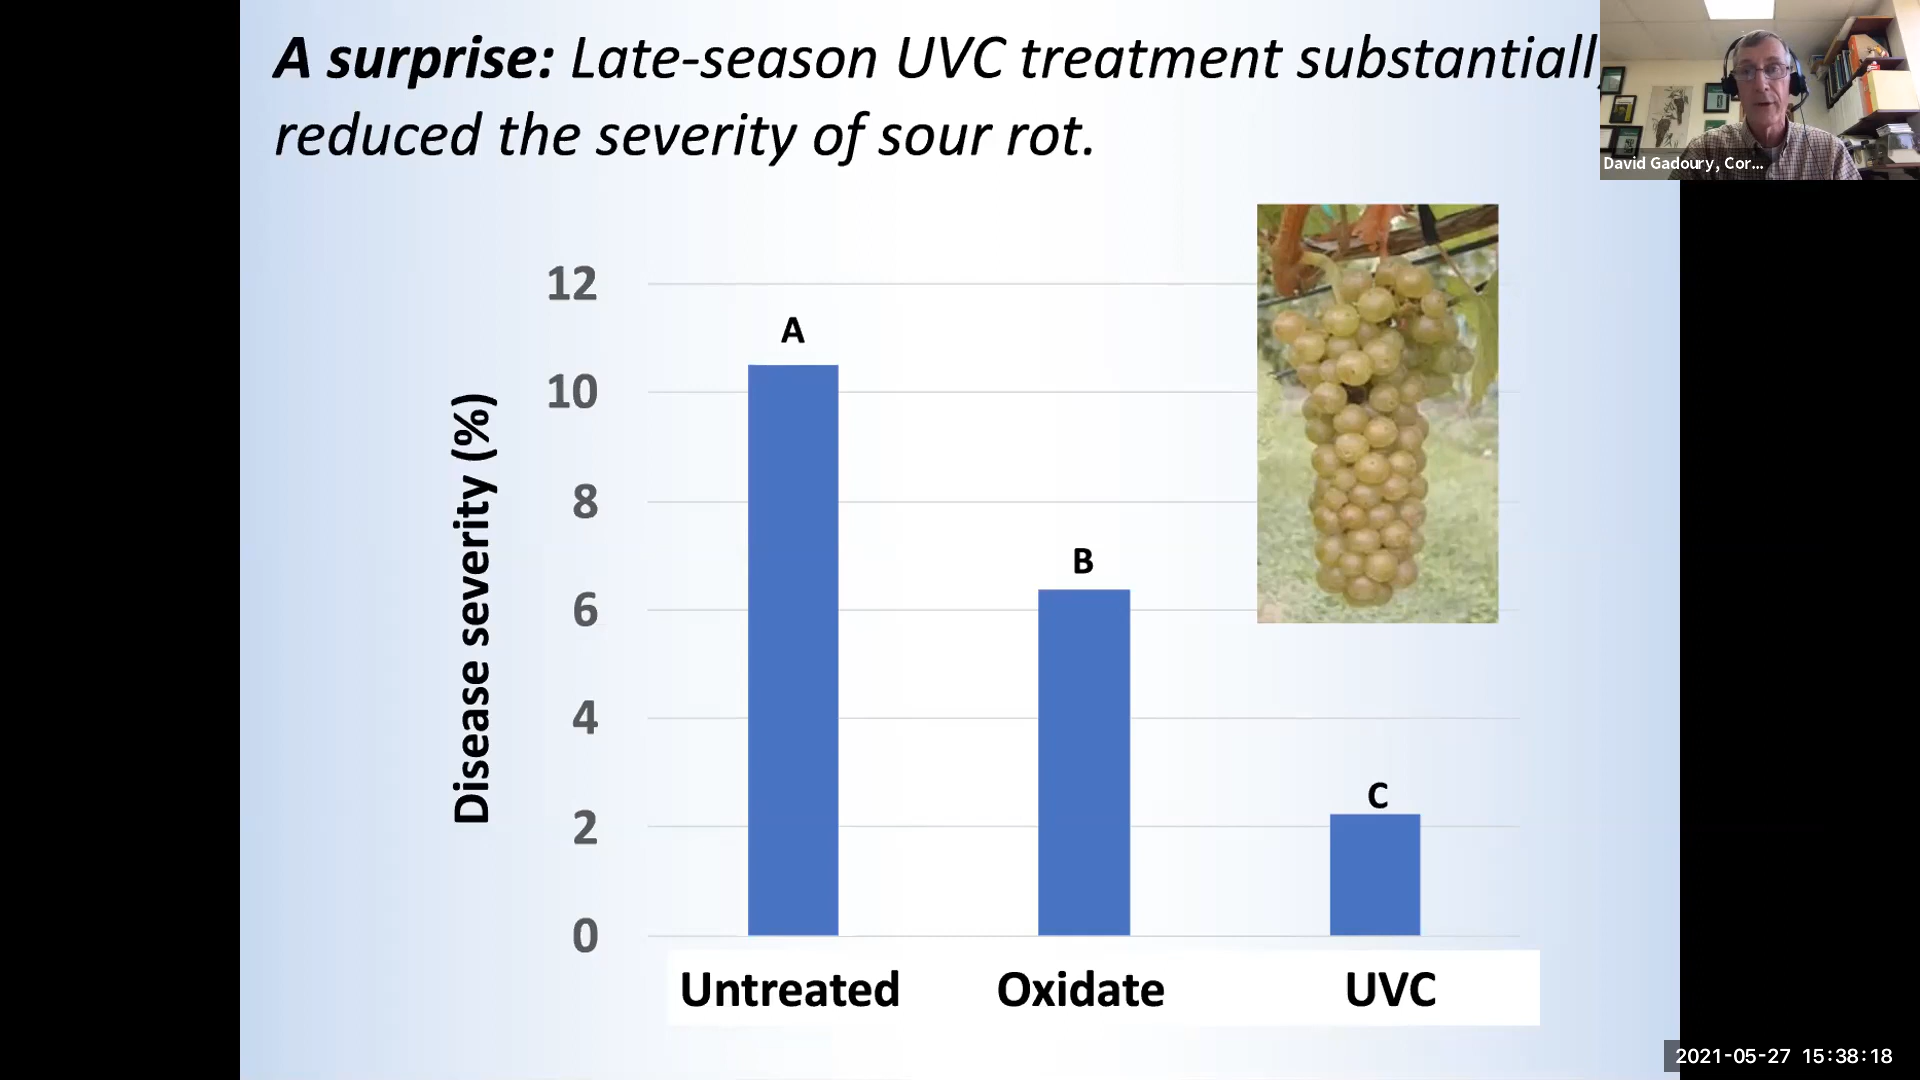 A surprise: Late-season UVC treatment substantiall
reduced the severity of sour rot.
David Gadoury, Cor...
12
10
8
6
4
2
0
Disease severity (%)
A
B
C
Untreated
Oxidate
UVC
2021-05-27 15:38:18